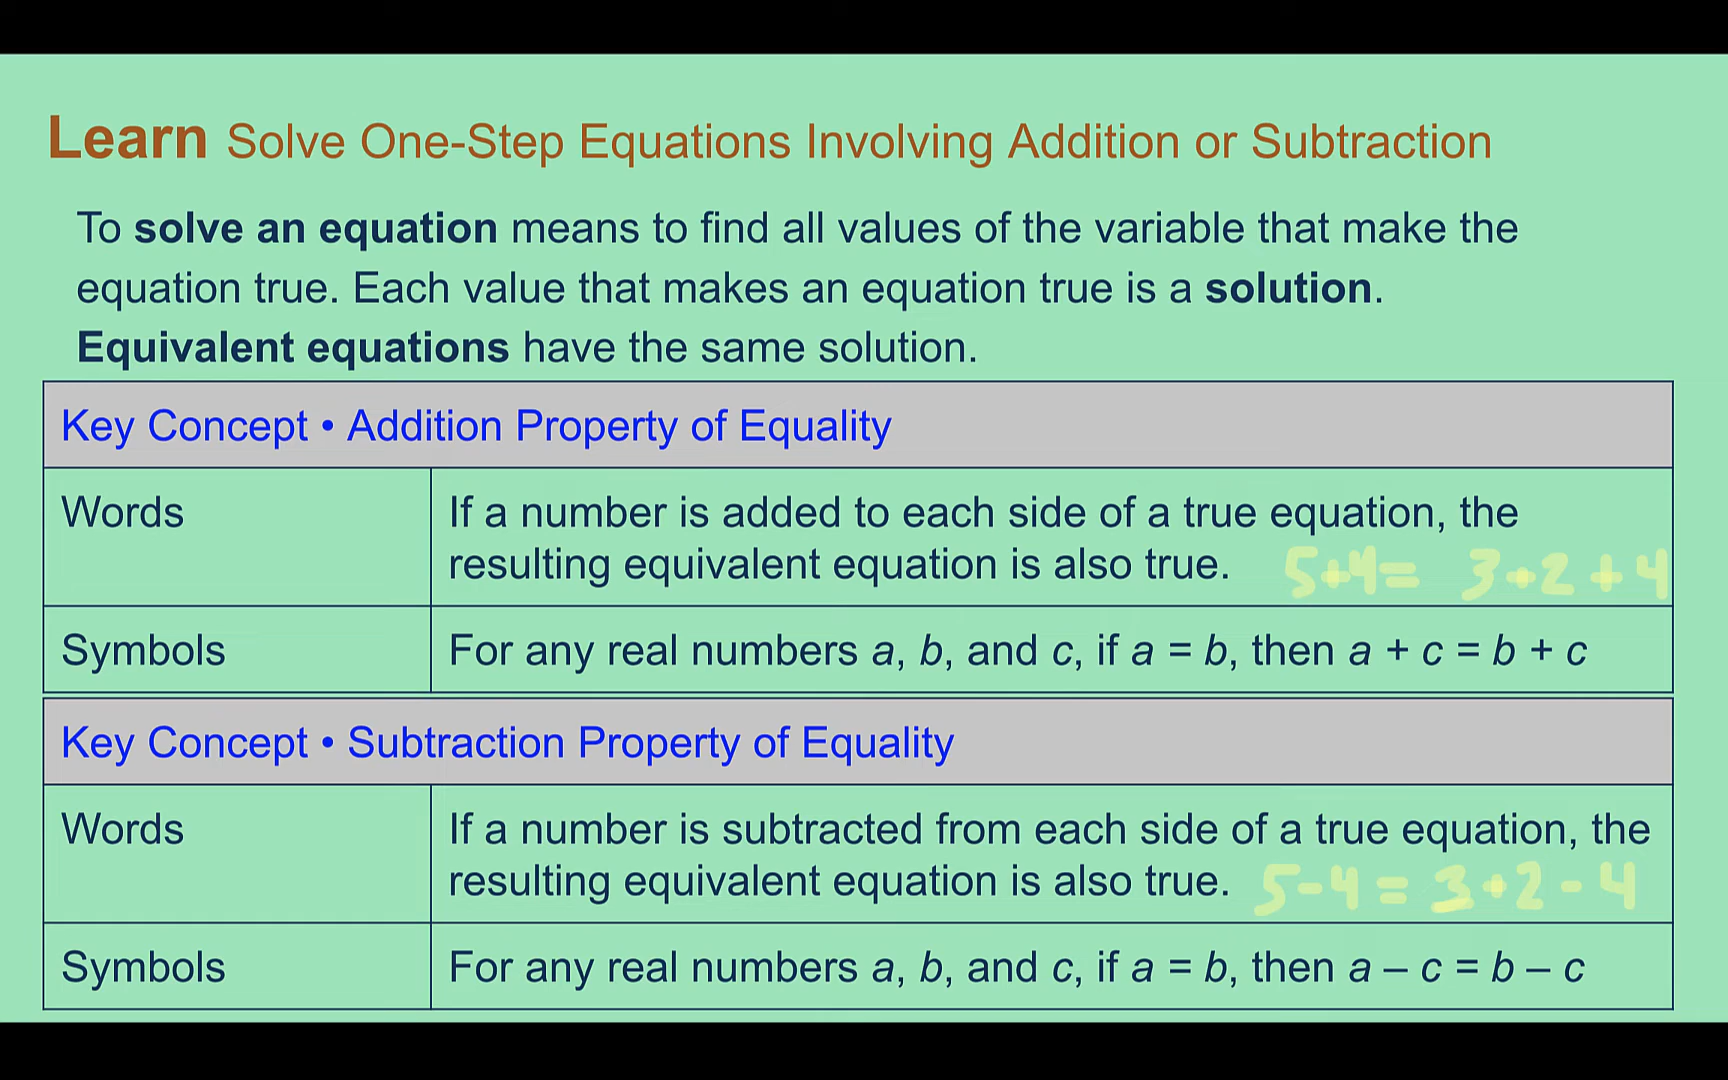 Learn Solve One-Step Equations Involving Addition or Subtraction
To solve an equation means to find all values of the variable that make the
equation true. Each value that makes an equation true is a solution.
Equivalent equations have the same solution.
Key Concept • Addition Property of Equality
Words
If a number is added to each side of a true equation, the
resulting equivalent equation is also true. 5+4= 3+2+4
Symbols
For any real numbers a, b, and c, if a = b, then a + c = b + c
Key Concept • Subtraction Property of Equality
Words
If a number is subtracted from each side of a true equation, the
resulting equivalent equation is also true. 5-4 = 3+2-4
Symbols
For any real numbers a, b, and c, if a = b, then a – c = b – c